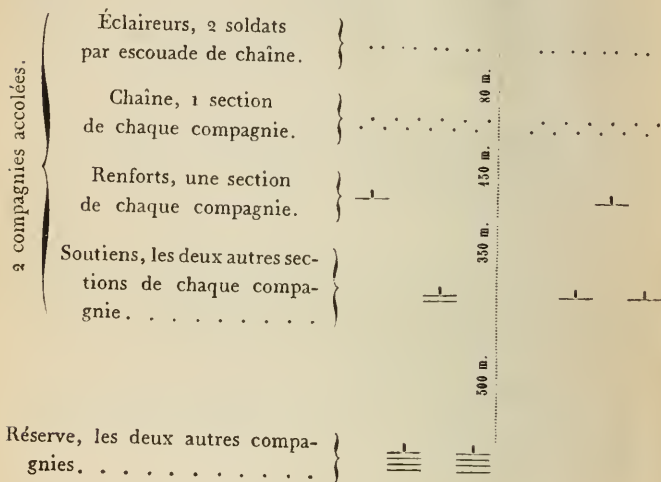 2 compagnies accolées.
Éclaireurs, 2 soldats
par escouade de chaîne.
80 m.
Chaîne, 1 section
de chaque compagnie.
150 m.
Renforts, une section
de chaque compagnie.
350 m.
Soutiens, les deux autres sec-
tions de chaque compa-
gnie . . . . . . . . .
500 m.
Réserve, les deux autres compa-
gnies. . . . . . . . . .